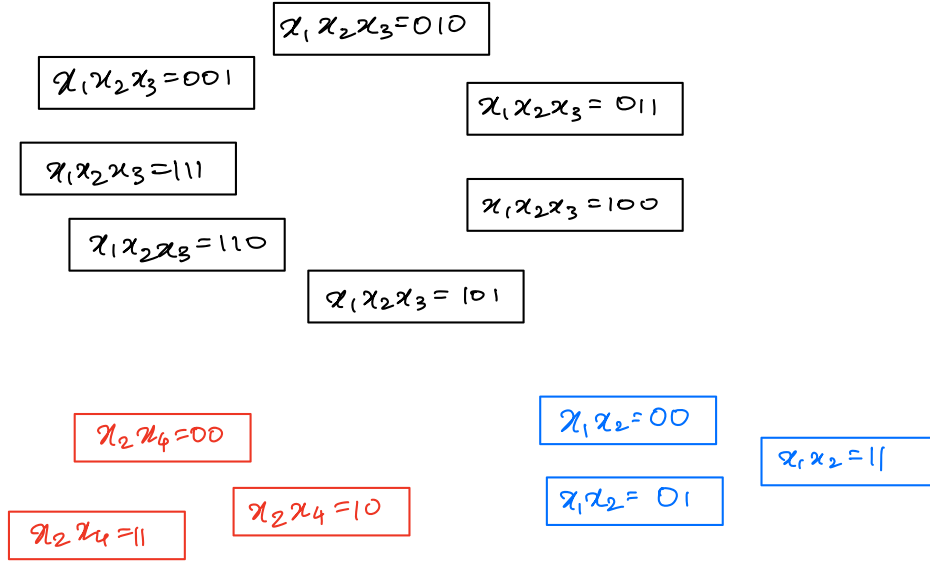 x₁x₂x₃=010
x₁x₂x₃=001
x₁x₂x₃=011
x₁x₂x₃=111
x₁x₂x₃=100
x₁x₂x₃=110
x₁x₂x₃=101
x₂x₄=00
x₁x₂=00
x₁x₂=11
x₂x₄=10
x₁x₂=01
x₂x₄=11